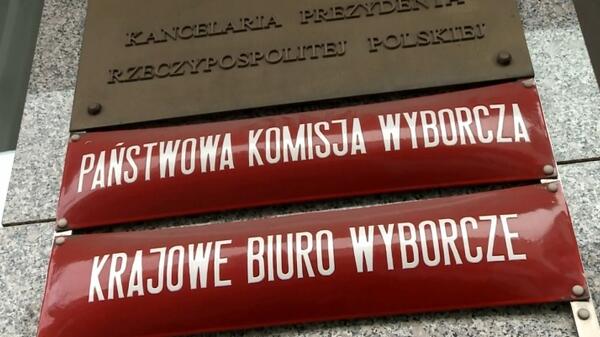 KANCELARIA PREZYDENTA
RZECZYPOSPOLITEJ POLSKIEJ
PAŃSTWOWA KOMISJA WYBORCZA
KRAJOWE BIURO WYBORCZE